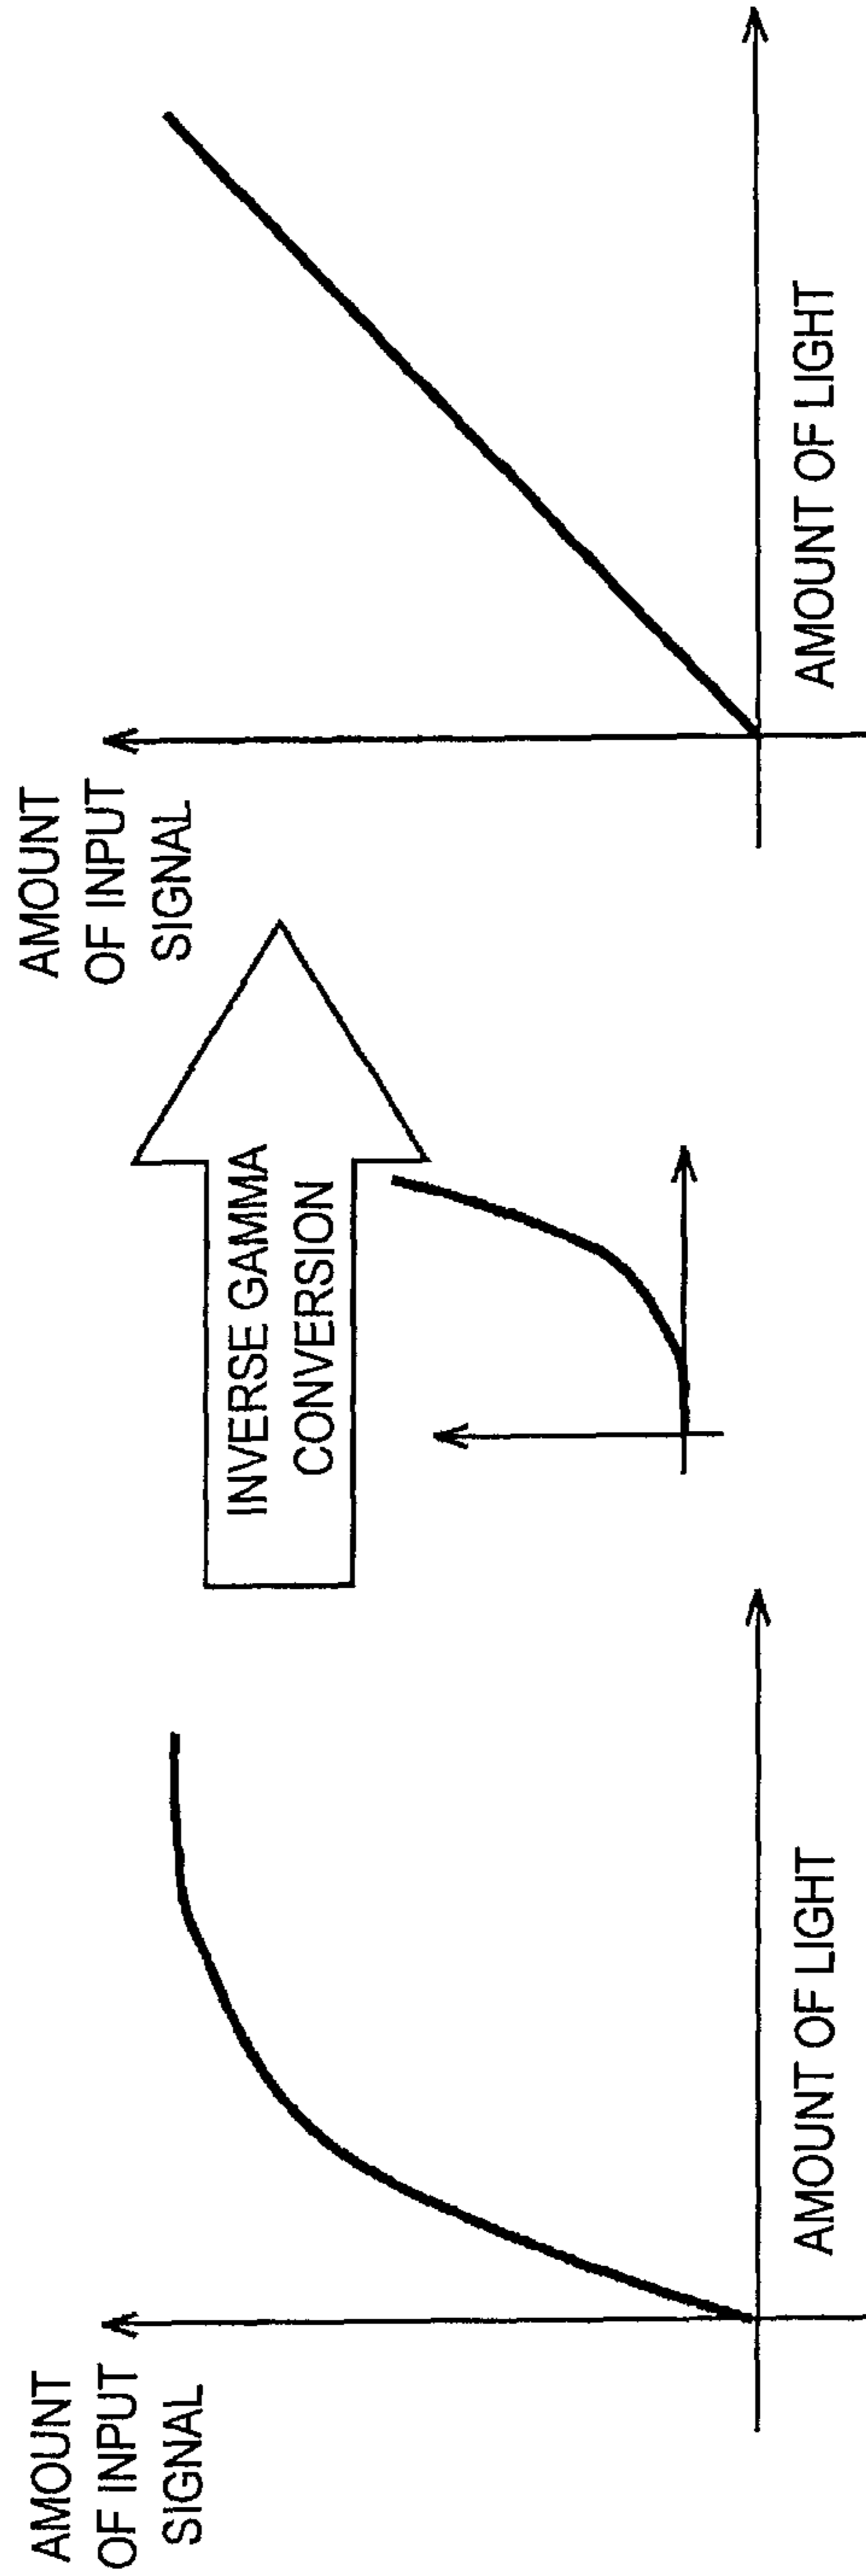 AMOUNT
OF INPUT
SIGNAL
AMOUNT OF LIGHT
INVERSE GAMMA
CONVERSION
AMOUNT
OF INPUT
SIGNAL
AMOUNT OF LIGHT